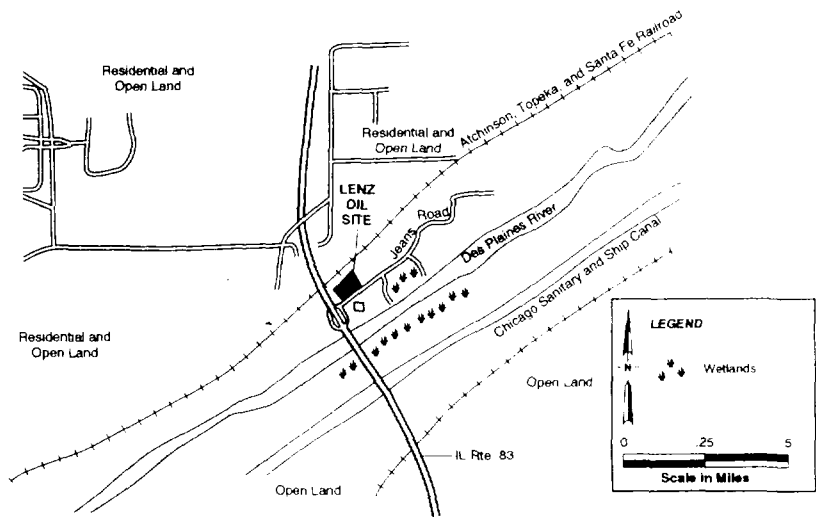 Residential and
Open Land
Atchinson, Topeka, and Santa Fe Railroad
Residential and
Open Land
LENZ
OIL
SITE
Jeans Road
Des Plaines River
Chicago Sanitary and Ship Canal
Residential and
Open Land
Open Land
IL Rte 83
Open Land
LEGEND
N
Wetlands
0 .25 5
Scale in Miles